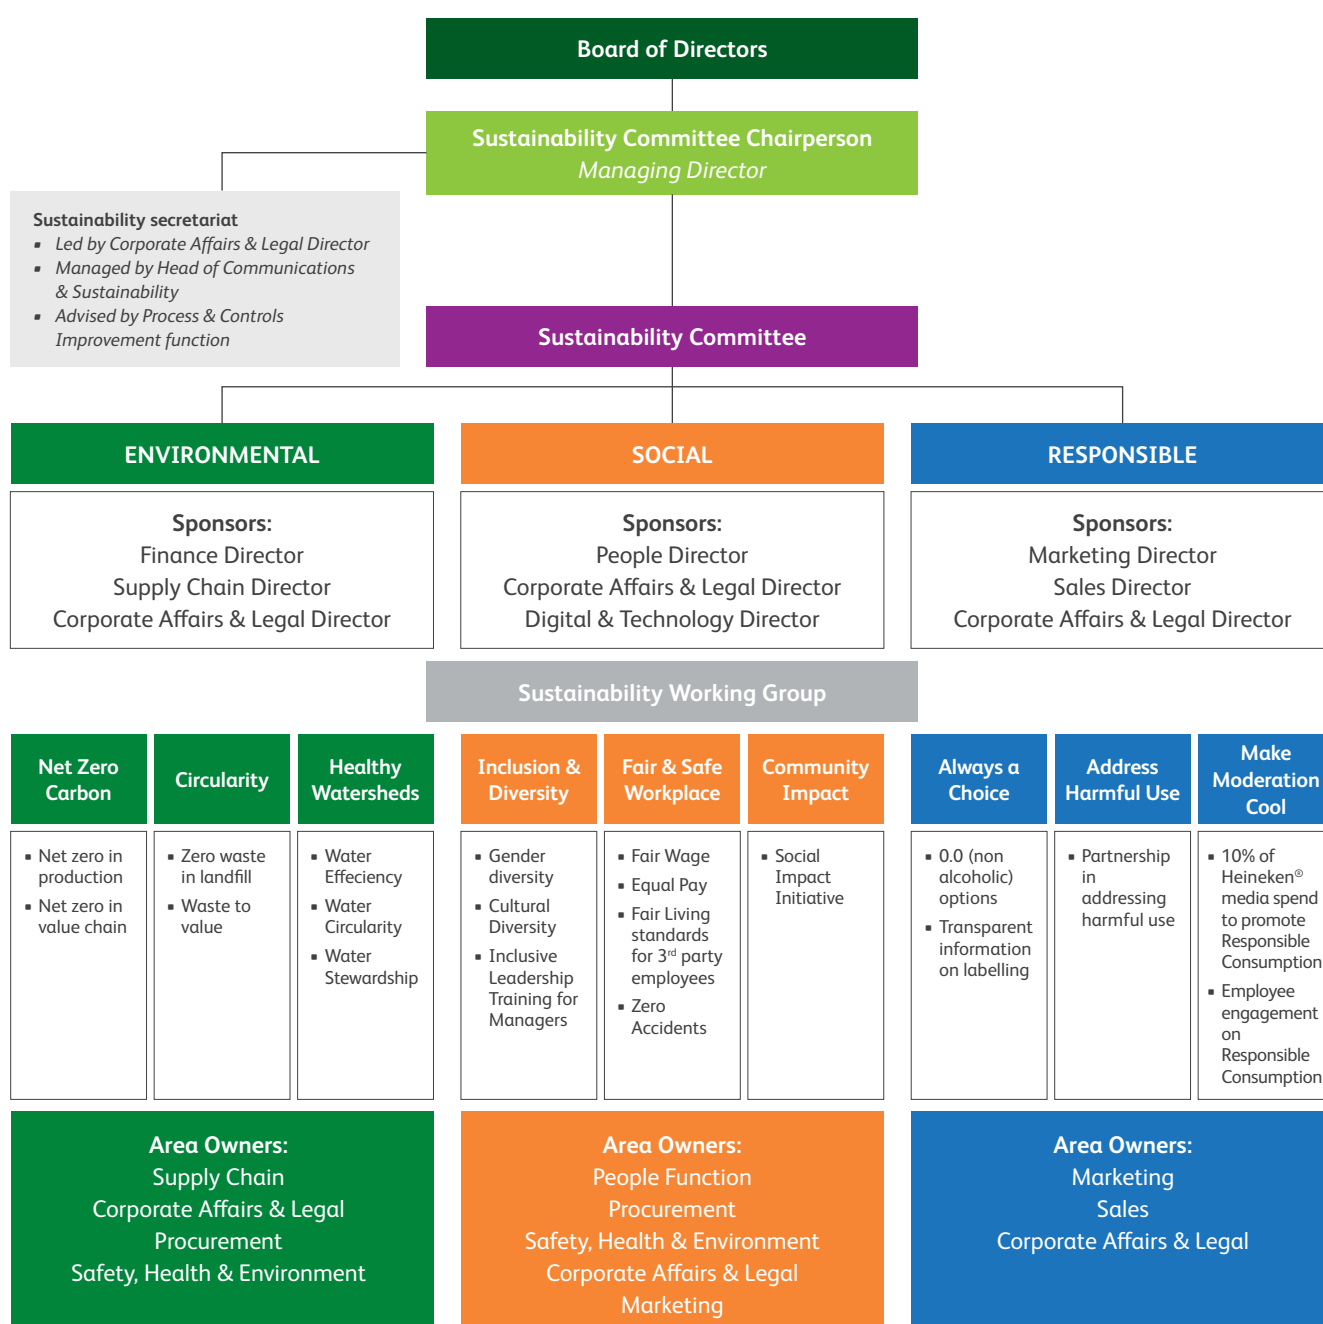 Board of Directors
Sustainability Committee Chairperson
Managing Director
Sustainability secretariat
▪ Led by Corporate Affairs & Legal Director
▪ Managed by Head of Communications
& Sustainability
▪ Advised by Process & Controls
Improvement function
Sustainability Committee
ENVIRONMENTAL
Sponsors:
Finance Director
Supply Chain Director
Corporate Affairs & Legal Director
SOCIAL
Sponsors:
People Director
Corporate Affairs & Legal Director
Digital & Technology Director
RESPONSIBLE
Sponsors:
Marketing Director
Sales Director
Corporate Affairs & Legal Director
Sustainability Working Group
Net Zero
Carbon
▪ Net zero in
production
▪ Net zero in
value chain
Circularity
▪ Zero waste
in landfill
▪ Waste to
value
Healthy
Watersheds
▪ Water
Effeciency
▪ Water
Circularity
▪ Water
Stewardship
Inclusion &
Diversity
▪ Gender
diversity
▪ Cultural
Diversity
▪ Inclusive
Leadership
Training for
Managers
Fair & Safe
Workplace
▪ Fair Wage
▪ Equal Pay
▪ Fair Living
standards
for 3rd party
employees
▪ Zero
Accidents
Community
Impact
▪ Social
Impact
Initiative
Always a
Choice
▪ 0.0 (non
alcoholic)
options
▪ Transparent
information
on labelling
Address
Harmful Use
▪ Partnership
in
addressing
harmful use
Make
Moderation
Cool
▪ 10% of
Heineken®
media spend
to promote
Responsible
Consumption
▪ Employee
engagement
on
Responsible
Consumption
Area Owners:
Supply Chain
Corporate Affairs & Legal
Procurement
Safety, Health & Environment
Area Owners:
People Function
Procurement
Safety, Health & Environment
Corporate Affairs & Legal
Marketing
Area Owners:
Marketing
Sales
Corporate Affairs & Legal